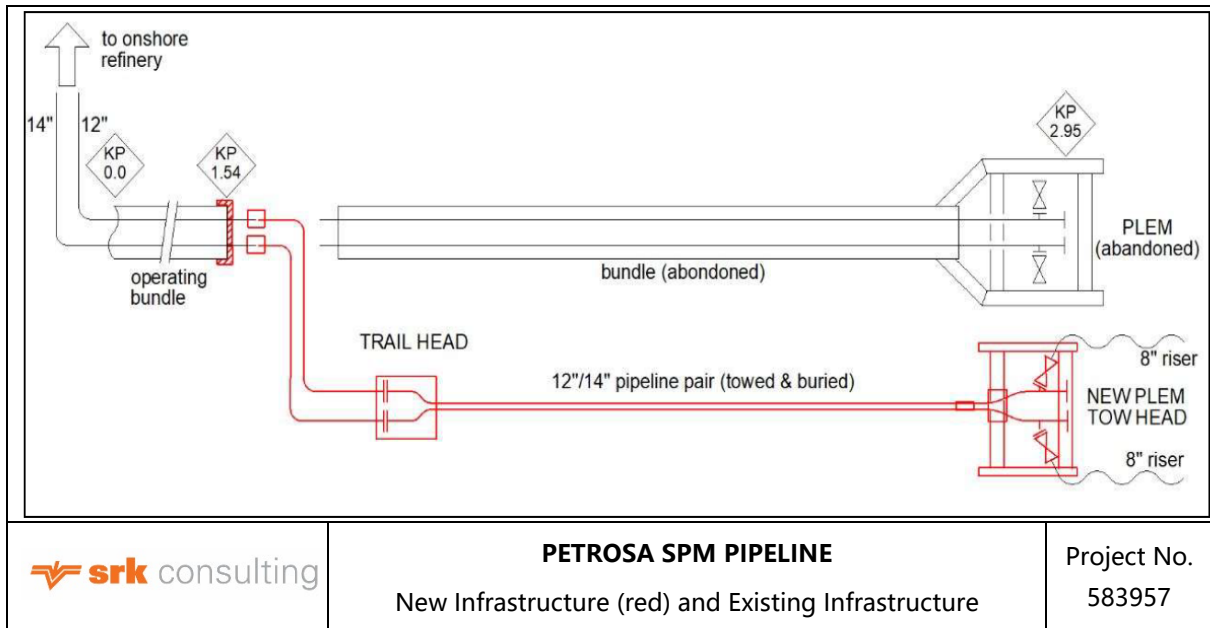 to onshore
refinery
14"
12"
KP
0.0
KP
1.54
KP
2.95
PLEM
(abandoned)
operating
bundle
bundle (abondoned)
TRAIL HEAD
12"/14" pipeline pair (towed & buried)
8" riser
NEW PLEM
TOW HEAD
8" riser
srk consulting
PETROSA SPM PIPELINE
New Infrastructure (red) and Existing Infrastructure
Project No.
583957